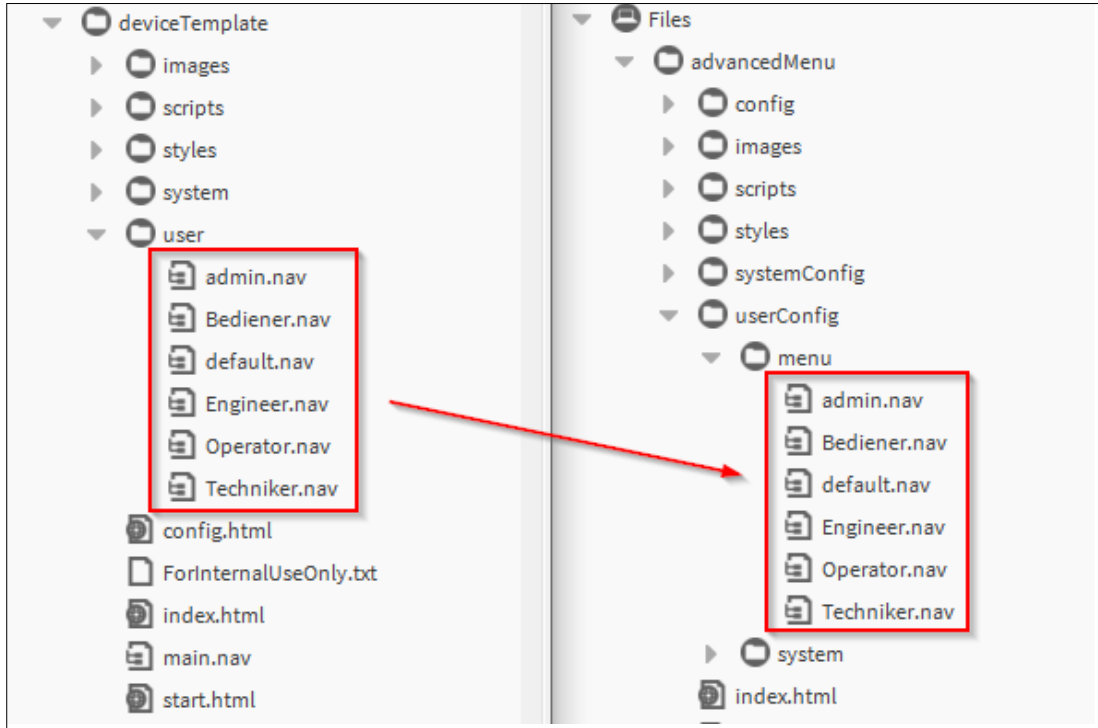 deviceTemplate
images
scripts
styles
system
user
admin.nav
Bediener.nav
default.nav
Engineer.nav
Operator.nav
Techniker.nav
config.html
ForInternalUseOnly.txt
index.html
main.nav
start.html
Files
advancedMenu
config
images
scripts
styles
systemConfig
userConfig
menu
admin.nav
Bediener.nav
default.nav
Engineer.nav
Operator.nav
Techniker.nav
system
index.html